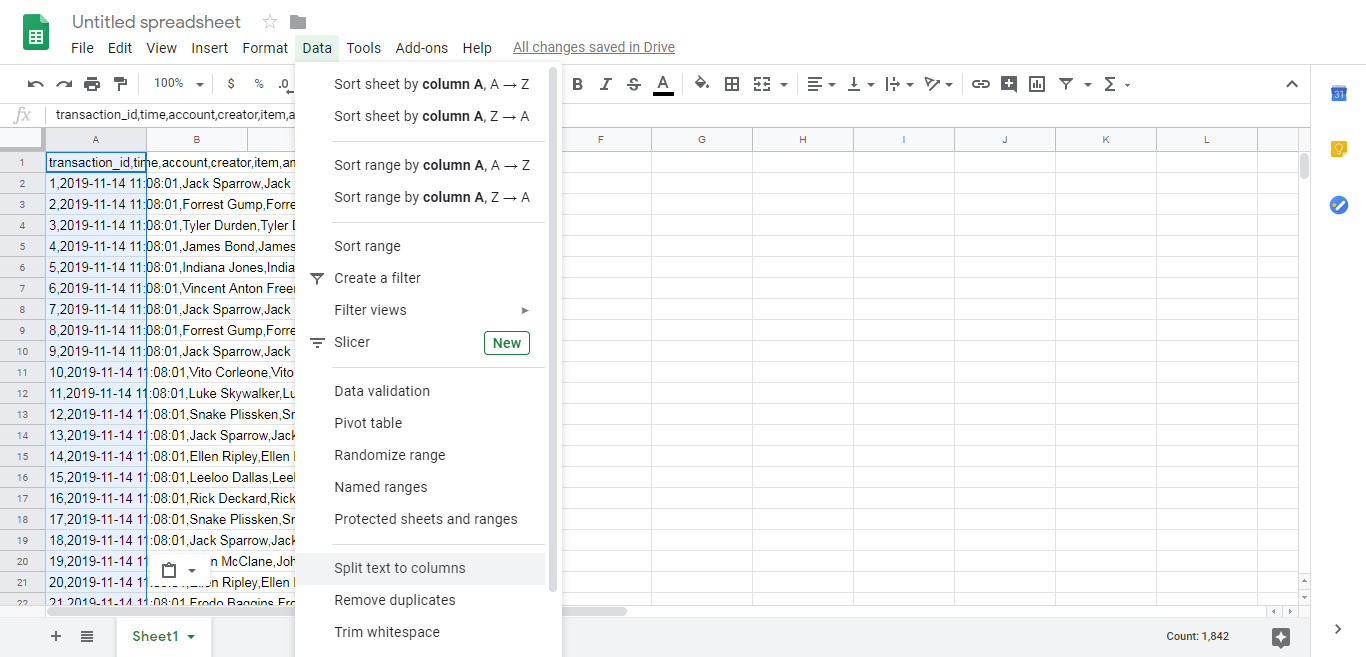 Untitled spreadsheet
File Edit View Insert Format Data Tools Add-ons Help All changes saved in Drive
100% $ % .0 B I S A Σ
31
fx transaction_id,time,account,creator,item,a
A B F G H I J K L
1 transaction_id,time,account,creator,item,am
2 1,2019-11-14 11:08:01,Jack Sparrow,Jack
3 2,2019-11-14 11:08:01,Forrest Gump,Forre
4 3,2019-11-14 11:08:01,Tyler Durden,Tyler
5 4,2019-11-14 11:08:01,James Bond,James
6 5,2019-11-14 11:08:01,Indiana Jones,India
7 6,2019-11-14 11:08:01,Vincent Anton Free
8 7,2019-11-14 11:08:01,Jack Sparrow,Jack
9 8,2019-11-14 11:08:01,Forrest Gump,Forre
10 9,2019-11-14 11:08:01,Jack Sparrow,Jack
11 10,2019-11-14 11:08:01,Vito Corleone,Vito
12 11,2019-11-14 11:08:01,Luke Skywalker,Lu
13 12,2019-11-14 11:08:01,Snake Plissken,Sn
14 13,2019-11-14 11:08:01,Jack Sparrow,Jack
15 14,2019-11-14 11:08:01,Ellen Ripley,Ellen
16 15,2019-11-14 11:08:01,Leeloo Dallas,Leel
17 16,2019-11-14 11:08:01,Rick Deckard,Rick
18 17,2019-11-14 11:08:01,Snake Plissken,Sn
19 18,2019-11-14 11:08:01,Jack Sparrow,Jack
20 19,2019-11-14 11 n McClane,Joh
21 20,2019-11-14 11 n Ripley,Ellen
22 21,2019-11-14 11:08:01,Frodo Baggins,Fro
Sort sheet by column A, A → Z
Sort sheet by column A, Z → A
Sort range by column A, A → Z
Sort range by column A, Z → A
Sort range
Create a filter
Filter views
Slicer New
Data validation
Pivot table
Randomize range
Named ranges
Protected sheets and ranges
Split text to columns
Remove duplicates
Trim whitespace
Sheet1
Count: 1,842